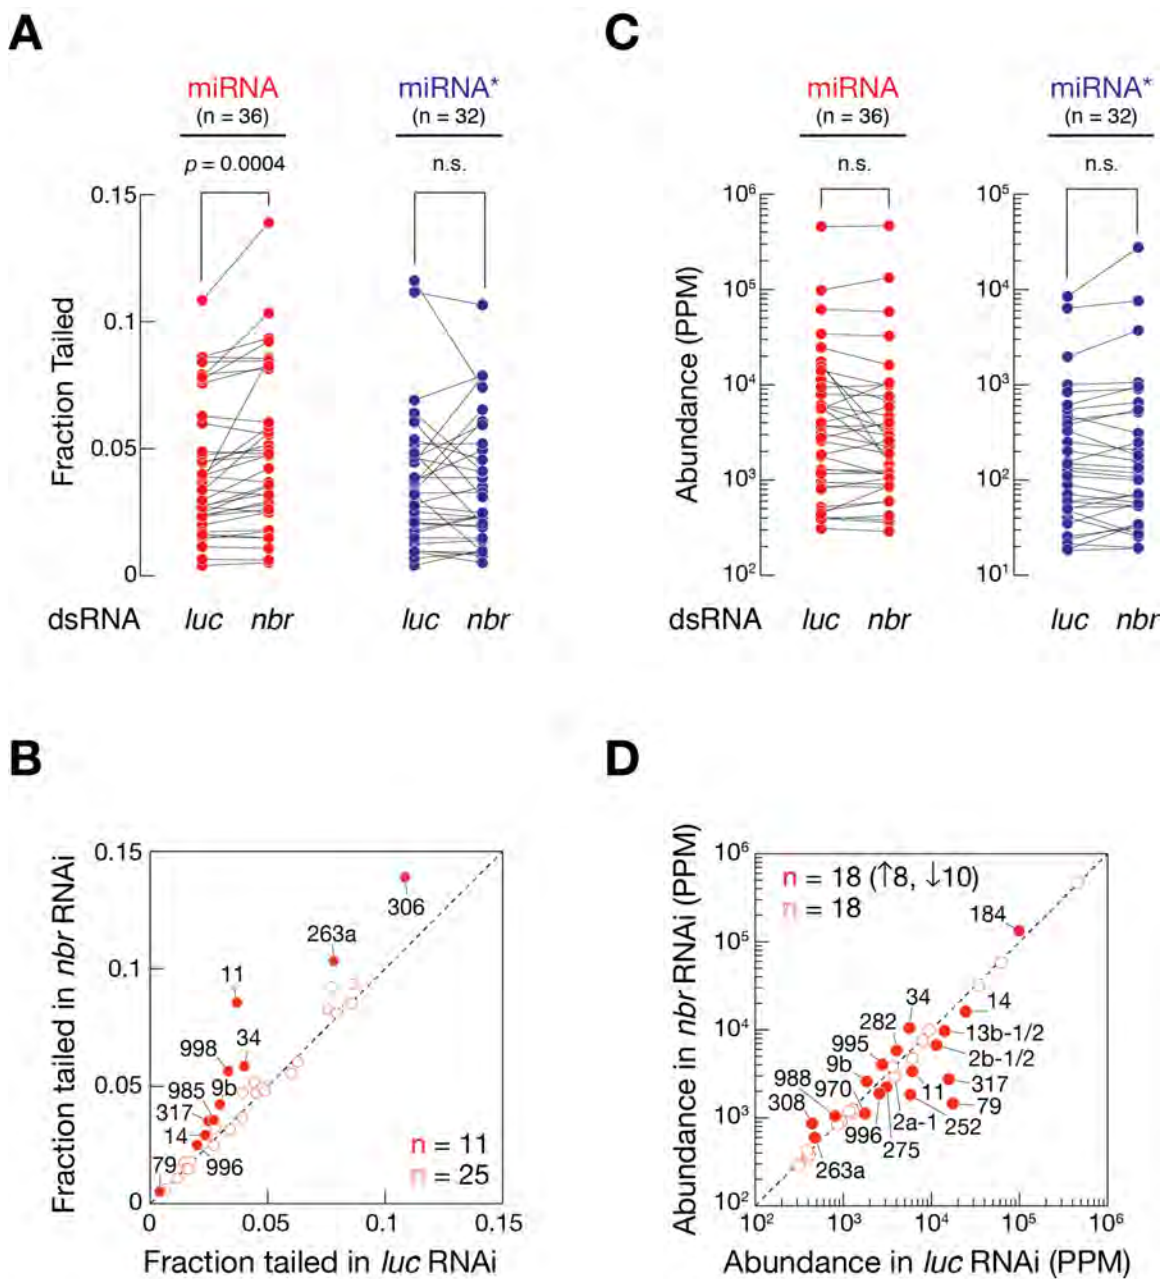 A
miRNA
(n = 36)
p = 0.0004
miRNA*
(n = 32)
n.s.
0.15
0.1
0.05
0
Fraction Tailed
dsRNA luc nbr luc nbr
C
miRNA
(n = 36)
n.s.
miRNA*
(n = 32)
n.s.
10⁶
10⁵
10⁴
10³
10²
Abundance (PPM)
10⁵
10⁴
10³
10²
10¹
dsRNA luc nbr luc nbr
B
0.15
0.1
0.05
0
Fraction tailed in nbr RNAi
306
263a
11
34
998
985
9b
317
14
79
996
n = 11
n = 25
0 0.05 0.1 0.15
Fraction tailed in luc RNAi
D
10⁶
10⁵
10⁴
10³
10²
Abundance in nbr RNAi (PPM)
n = 18 (↑8, ↓10)
n = 18
184
34
14
282
13b-1/2
995
2b-1/2
9b
988
970
11
317
308
79
2a-1
252
996
275
263a
10² 10³ 10⁴ 10⁵ 10⁶
Abundance in luc RNAi (PPM)